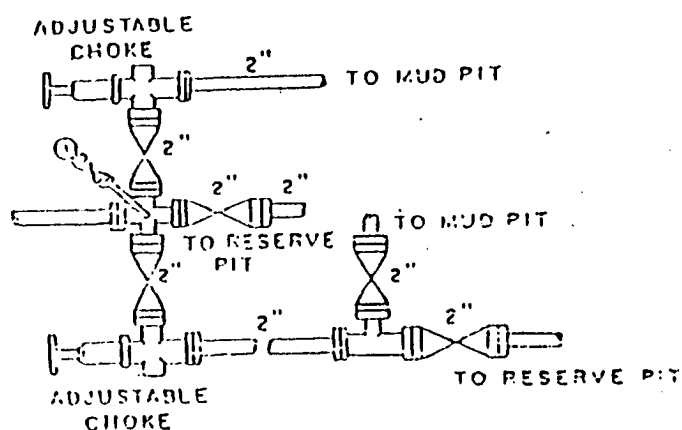 ADJUSTABLE
CHOKE
2"
TO MUD PIT
2"
2"
2"
TO RESERVE
PIT
TO MUD PIT
2"
2"
2"
2"
TO RESERVE PIT
ADJUSTABLE
CHOKE